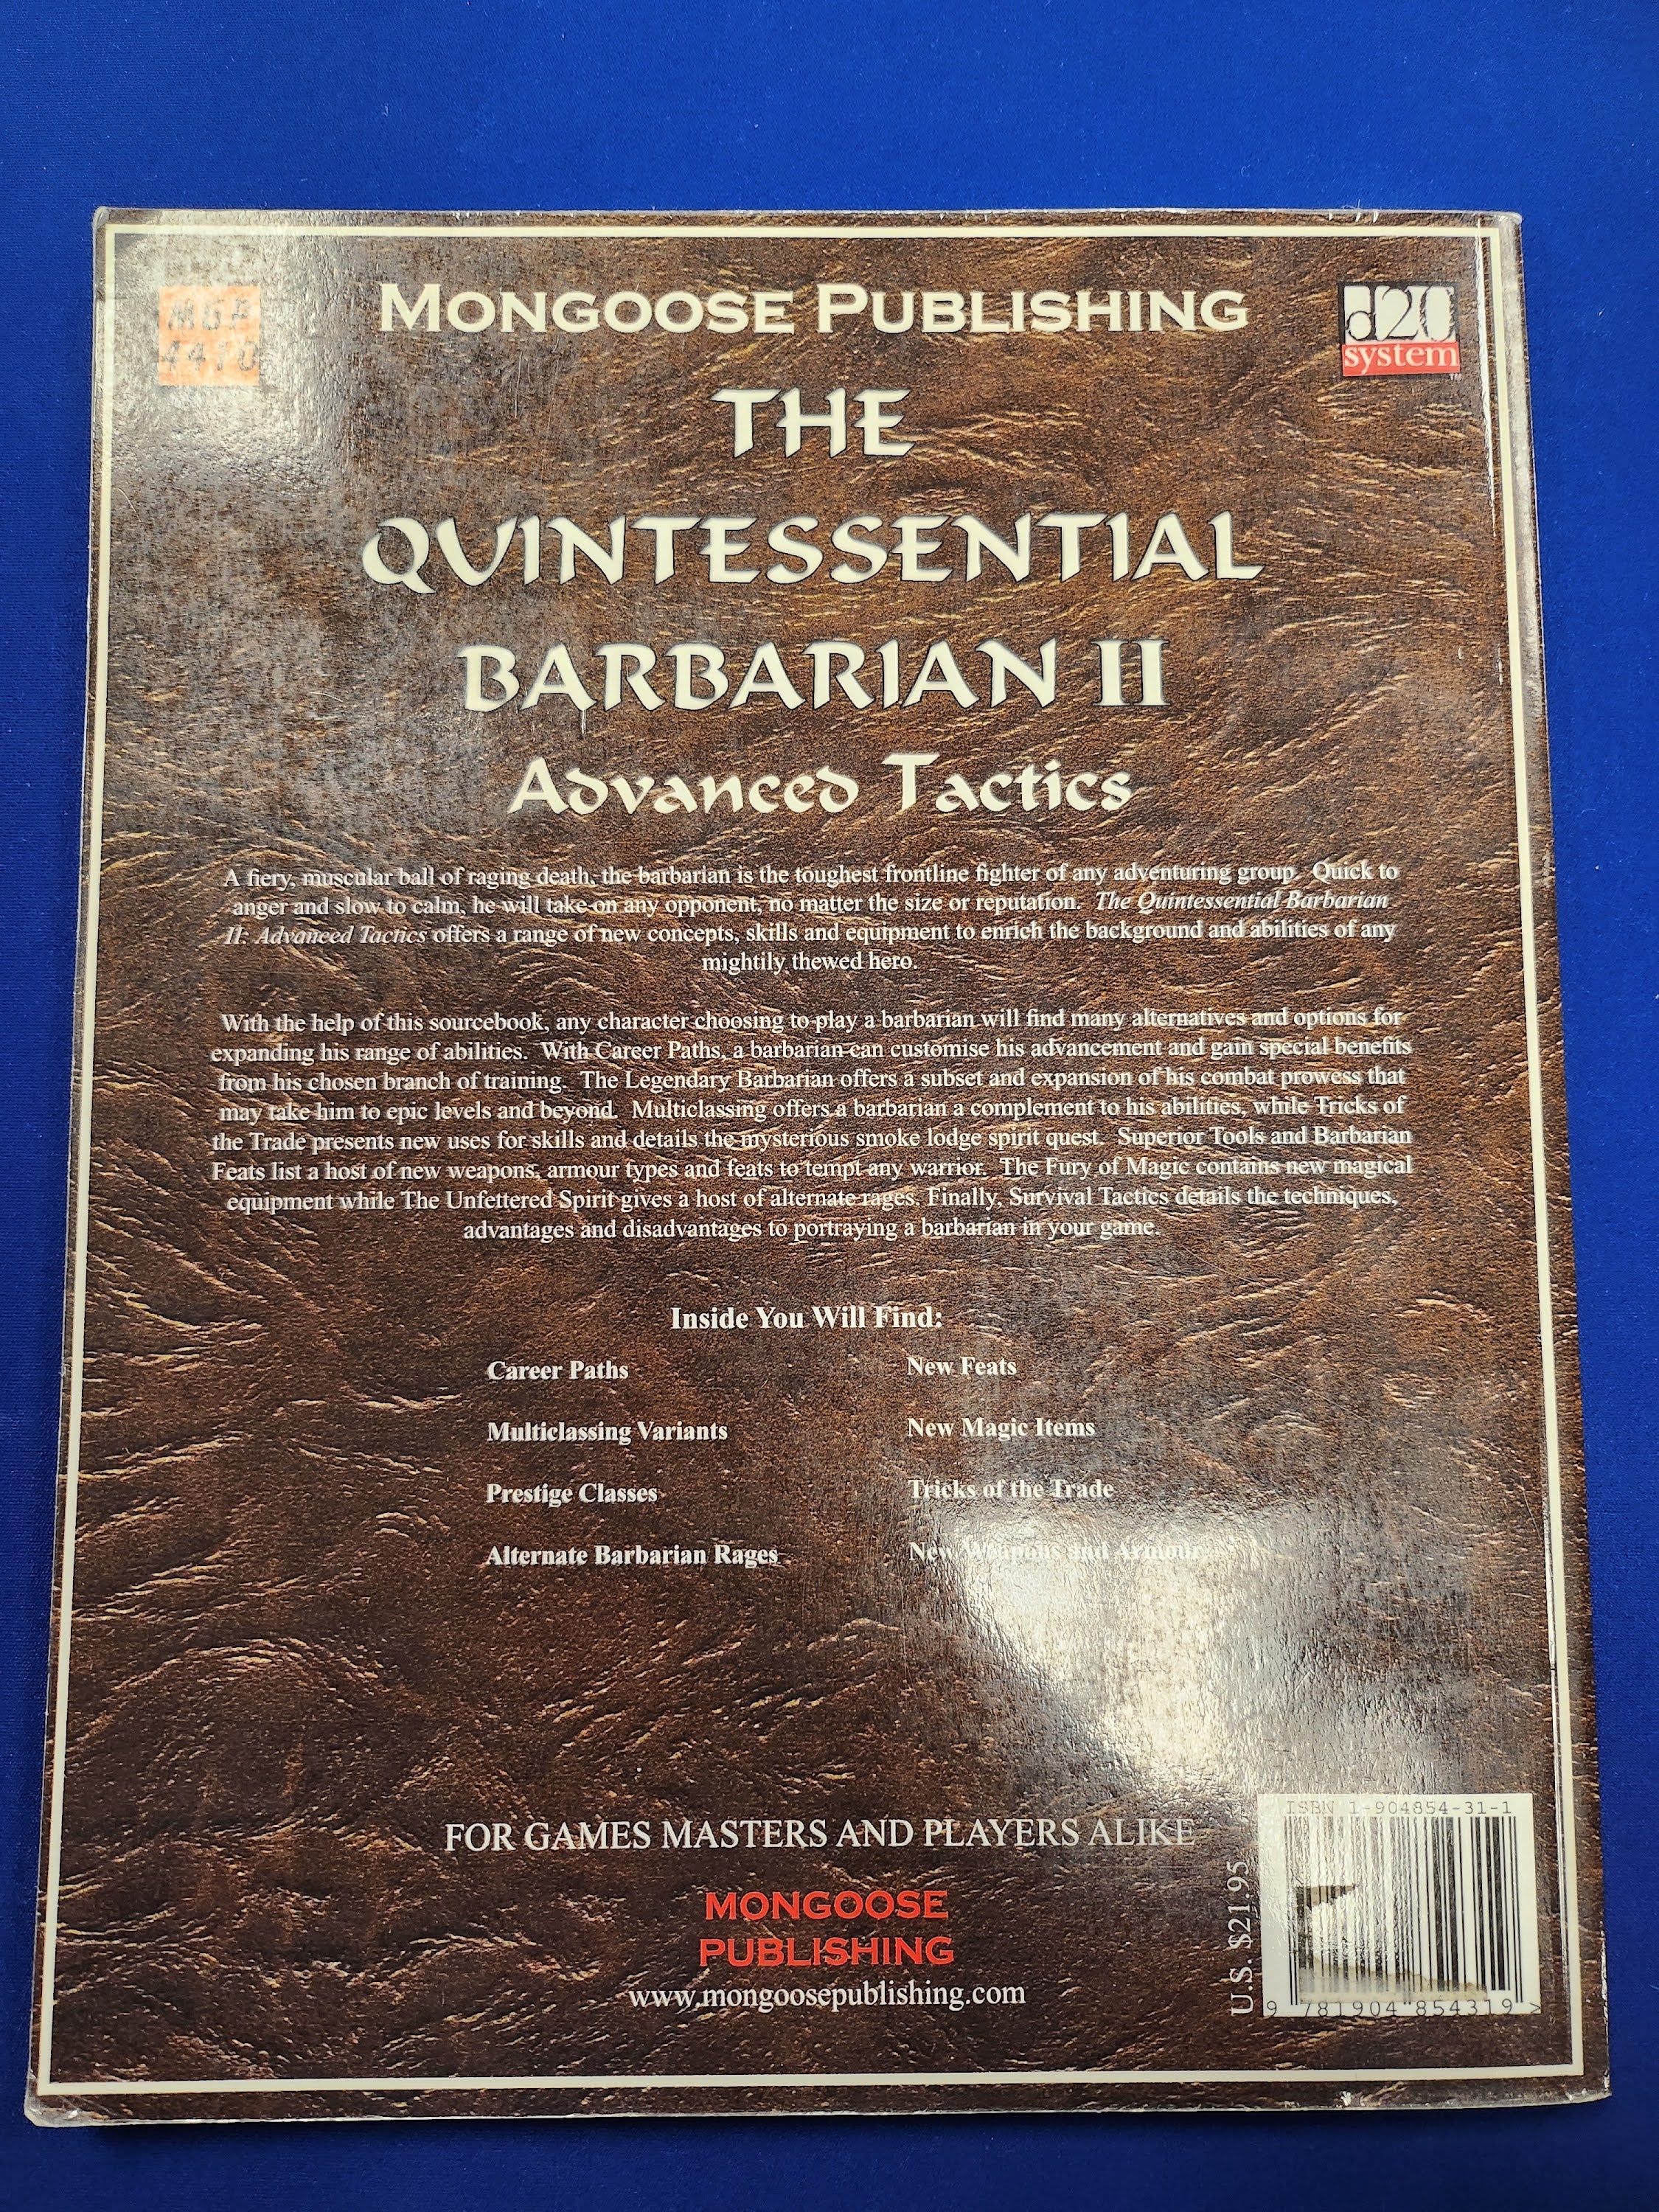 MGP
4410
MONGOOSE PUBLISHING
d20
system
THE
QUINTESSENTIAL
BARBARIAN II
Advanced Tactics
A fiery, muscular ball of raging death, the barbarian is the toughest frontline fighter of any adventuring group. Quick to
anger and slow to calm, he will take on any opponent, no matter the size or reputation. The Quintessential Barbarian
II: Advanced Tactics offers a range of new concepts, skills and equipment to enrich the background and abilities of any
mightily thewed hero.
With the help of this sourcebook, any character choosing to play a barbarian will find many alternatives and options for
expanding his range of abilities. With Career Paths, a barbarian can customise his advancement and gain special benefits
from his chosen branch of training. The Legendary Barbarian offers a subset and expansion of his combat prowess that
may take him to epic levels and beyond. Multiclassing offers a barbarian a complement to his abilities, while Tricks of
the Trade presents new uses for skills and details the mysterious smoke lodge spirit quest. Superior Tools and Barbarian
Feats list a host of new weapons, armour types and feats to tempt any warrior. The Fury of Magic contains new magical
equipment while The Unfettered Spirit gives a host of alternate rages. Finally, Survival Tactics details the techniques,
advantages and disadvantages to portraying a barbarian in your game.
Inside You Will Find:
Career Paths
New Feats
Multiclassing Variants
New Magic Items
Prestige Classes
Tricks of the Trade
Alternate Barbarian Rages
New Weapons and Armour
FOR GAMES MASTERS AND PLAYERS ALIKE
MONGOOSE
PUBLISHING
www.mongoosepublishing.com
U.S. $21.95
ISBN 1-904854-31-1
9 781904 854319 >